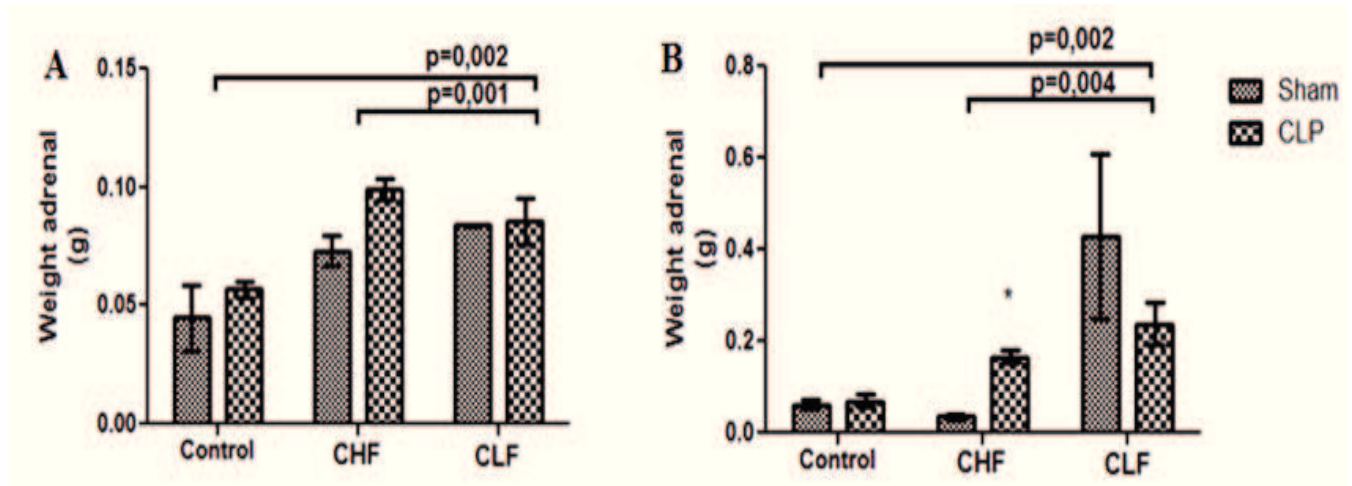 A
p=0,002
p=0,001
0.15
0.10
0.05
0.00
Weight adrenal
(g)
Control
CHF
CLF
B
p=0,002
p=0,004
0.8
0.6
0.4
0.2
0.0
Weight adrenal
(g)
*
Control
CHF
CLF
Sham
CLP